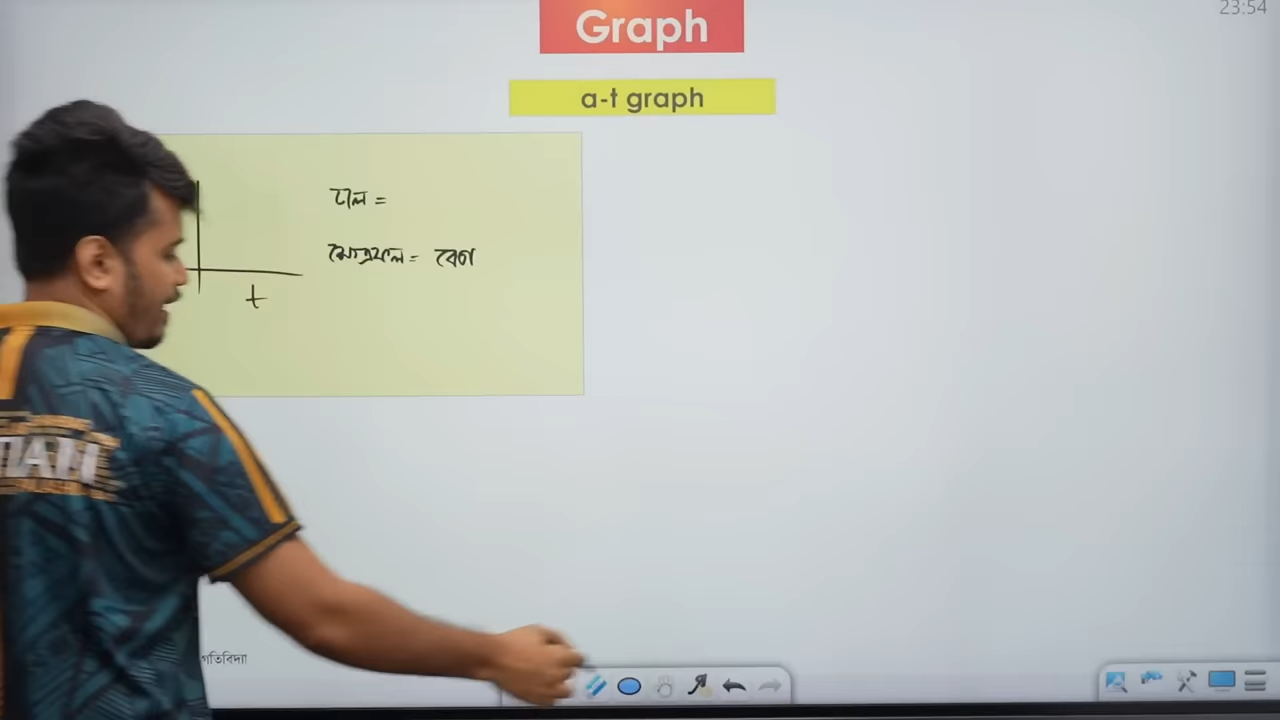 23:54
Graph
a-t graph
ঢাল =
ক্ষেত্রফল = বেগ
t
গতিবিদ্যা